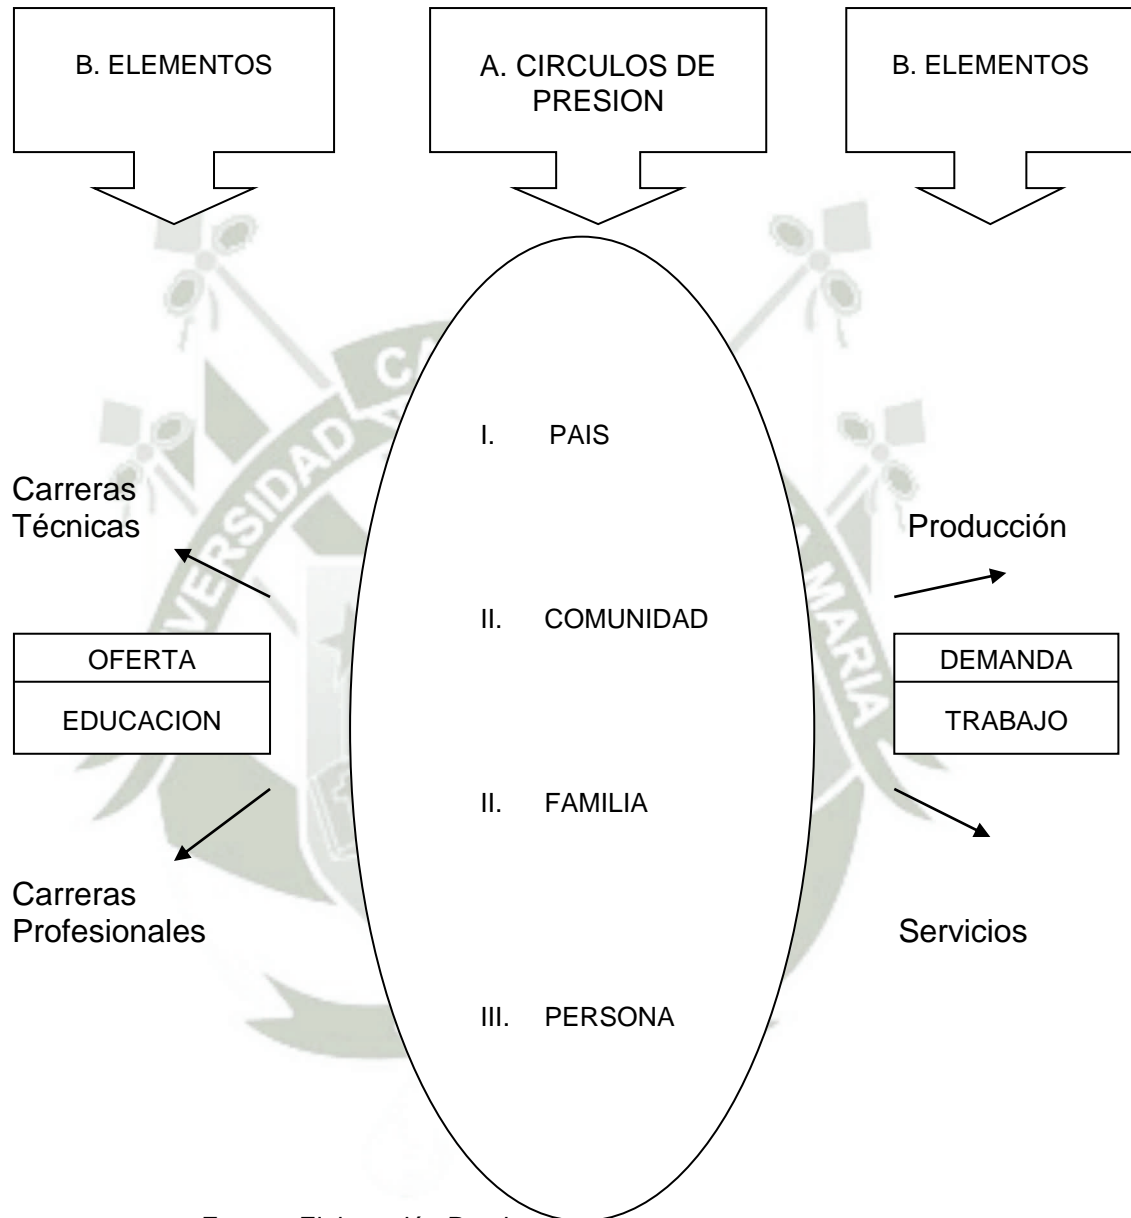 B. ELEMENTOS
A. CIRCULOS DE
PRESION
B. ELEMENTOS
I. PAIS
Carreras
Técnicas
Producción
II. COMUNIDAD
OFERTA
EDUCACION
DEMANDA
TRABAJO
II. FAMILIA
Carreras
Profesionales
Servicios
III. PERSONA